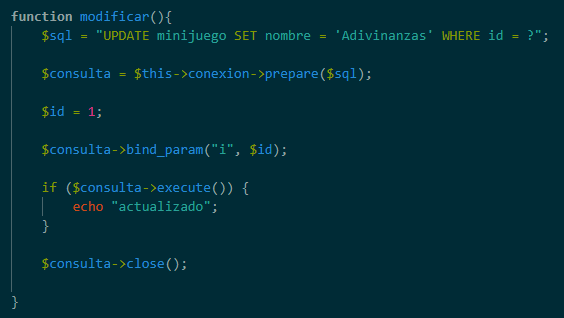 function modificar(){
$sql = "UPDATE minijuego SET nombre = 'Adivinanzas' WHERE id = ?";
$consulta = $this->conexion->prepare($sql);
$id = 1;
$consulta->bind_param("i", $id);
if ($consulta->execute()) {
echo "actualizado";
}
$consulta->close();
}